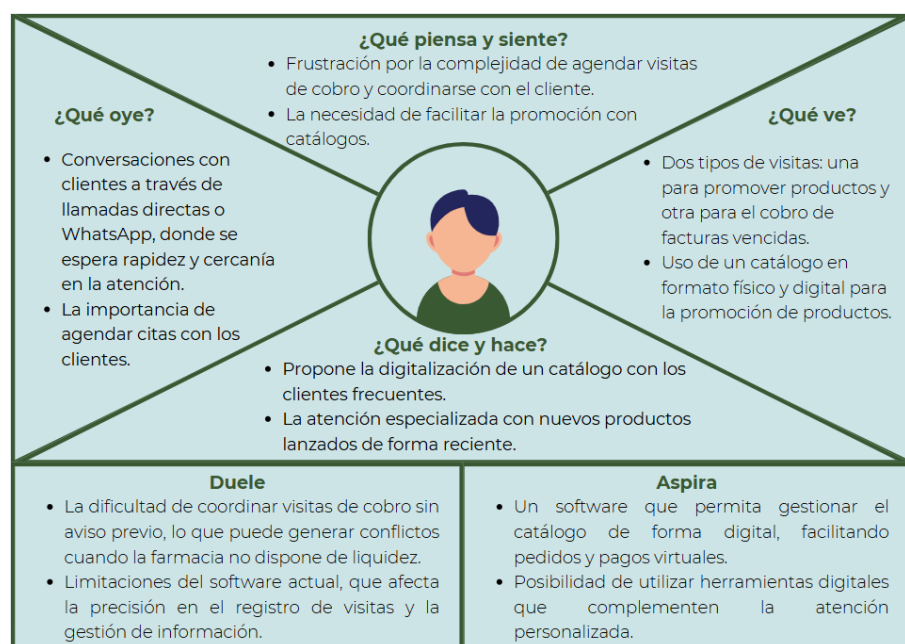 ¿Qué piensa y siente?
• Frustración por la complejidad de agendar visitas
de cobro y coordinarse con el cliente.
• La necesidad de facilitar la promoción con
catálogos.
¿Qué oye?
• Conversaciones con
clientes a través de
llamadas directas o
WhatsApp, donde se
espera rapidez y cercanía
en la atención.
• La importancia de
agendar citas con los
clientes.
¿Qué ve?
• Dos tipos de visitas: una
para promover productos y
otra para el cobro de
facturas vencidas.
• Uso de un catálogo en
formato físico y digital para
la promoción de productos.
¿Qué dice y hace?
• Propone la digitalización de un catálogo con los
clientes frecuentes.
• La atención especializada con nuevos productos
lanzados de forma reciente.
Duele
• La dificultad de coordinar visitas de cobro sin
aviso previo, lo que puede generar conflictos
cuando la farmacia no dispone de liquidez.
• Limitaciones del software actual, que afecta
la precisión en el registro de visitas y la
gestión de información.
Aspira
• Un software que permita gestionar el
catálogo de forma digital, facilitando
pedidos y pagos virtuales.
• Posibilidad de utilizar herramientas digitales
que complementen la atención
personalizada.